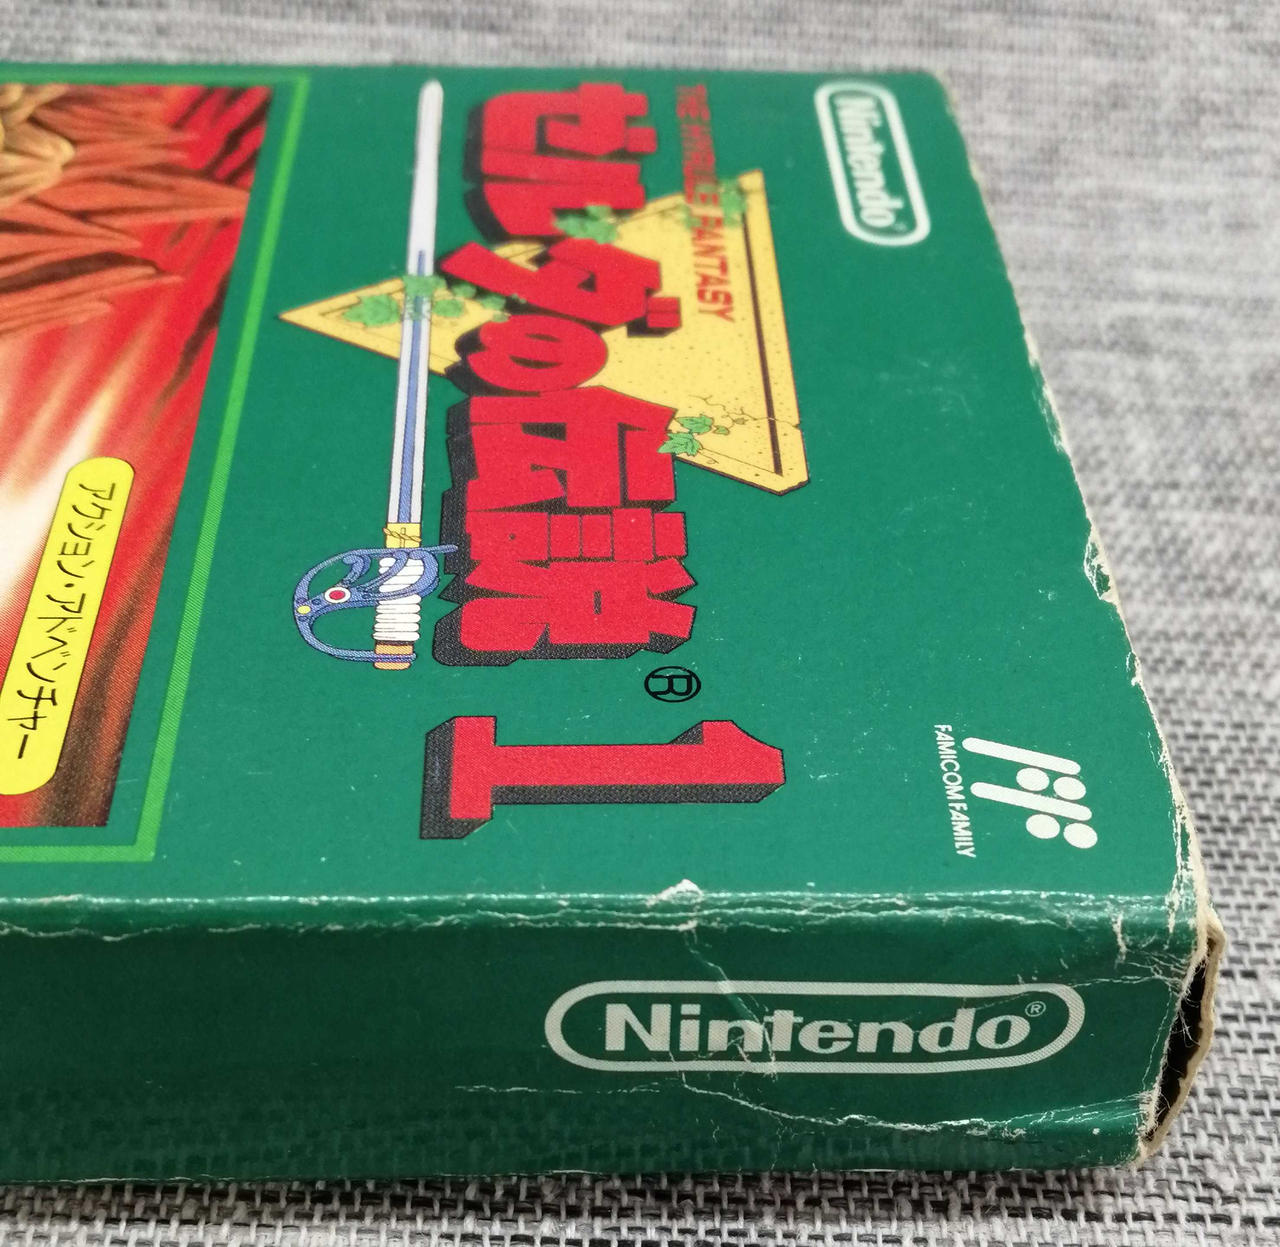 Nintendo®
THE HYRULE FANTASY
ゼルダの伝説®1
FAMICOM FAMILY
アクション・アドベンチャー
Nintendo®